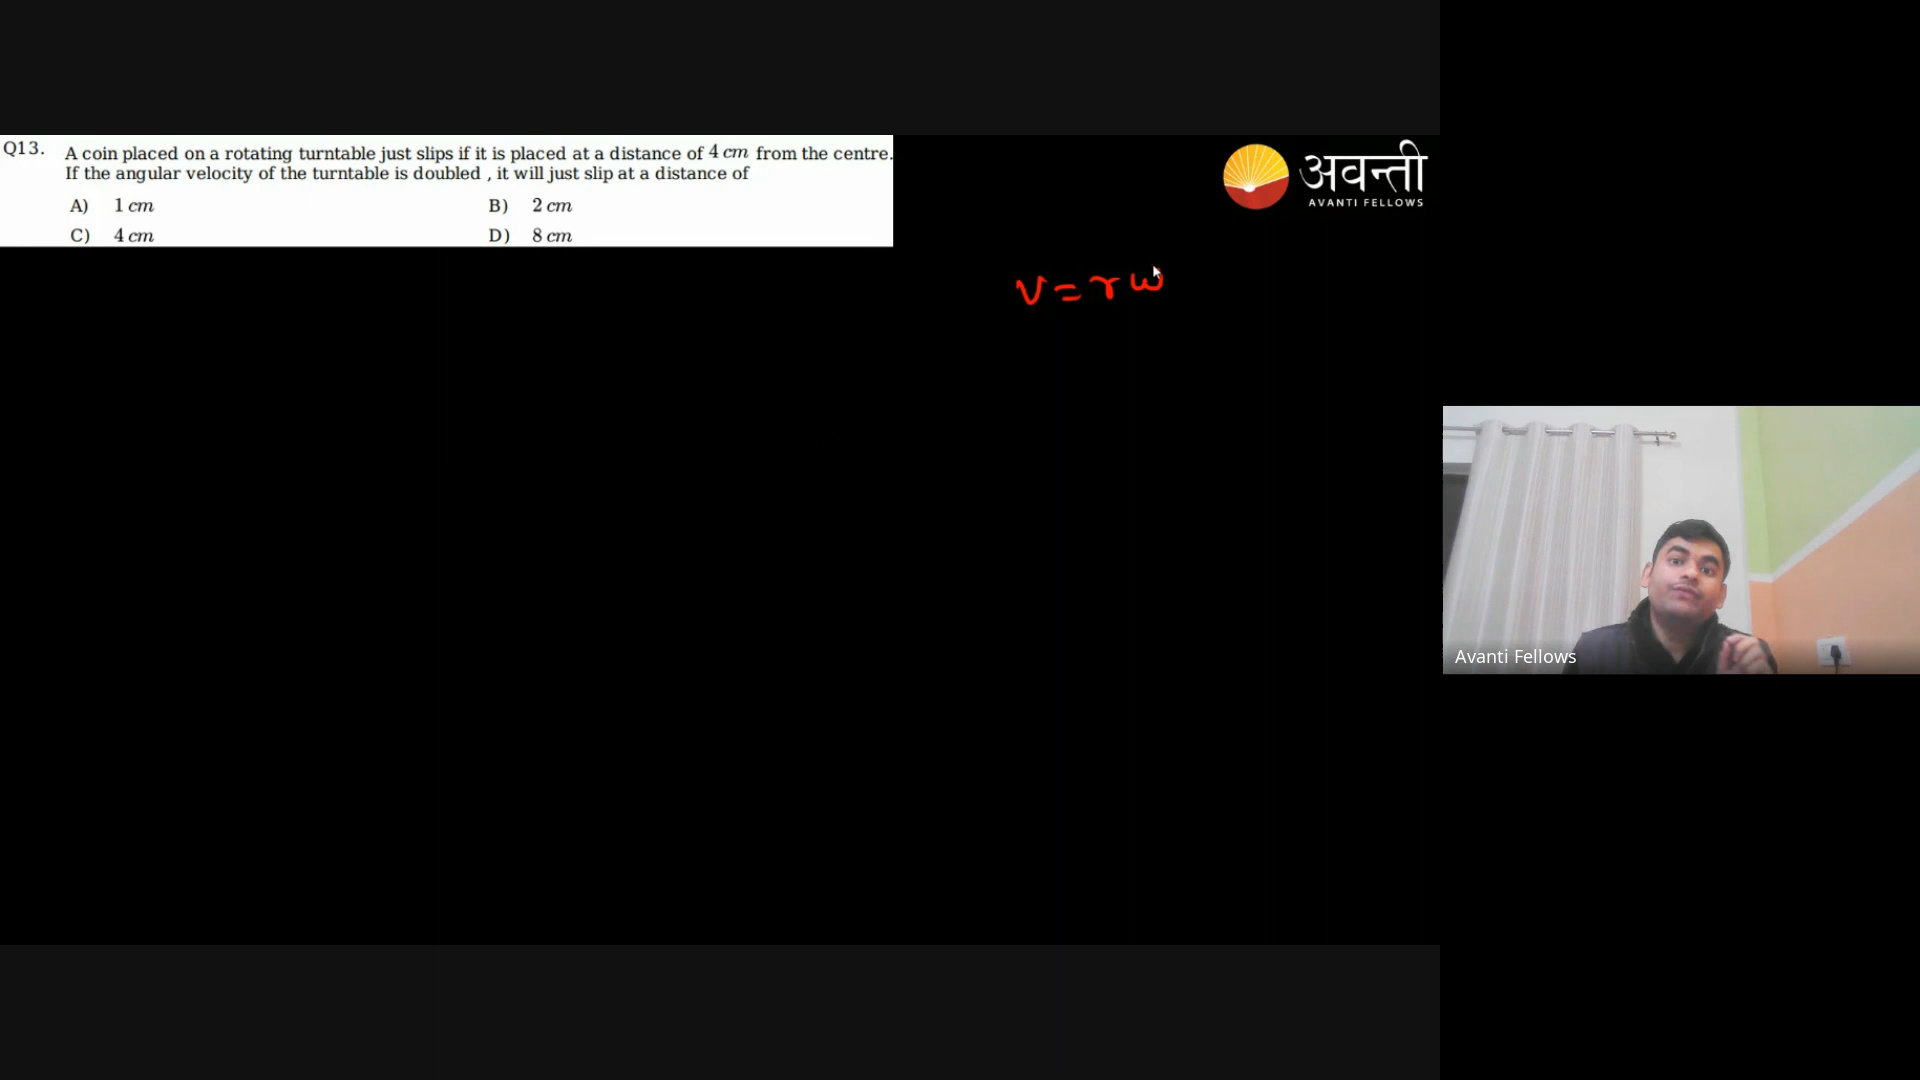 Q13. A coin placed on a rotating turntable just slips if it is placed at a distance of 4 cm from the centre.
If the angular velocity of the turntable is doubled , it will just slip at a distance of
A) 1 cm B) 2 cm
C) 4 cm D) 8 cm
अवन्ती
AVANTI FELLOWS
v = r ω
Avanti Fellows